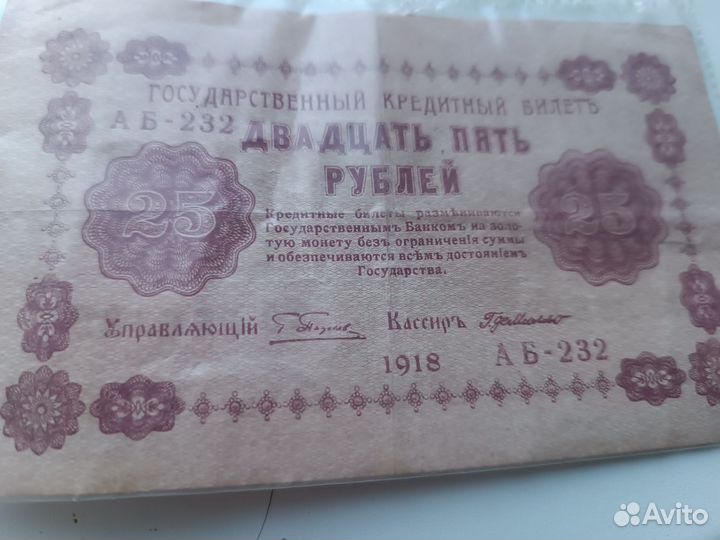 ГОСУДАРСТВЕННЫЙ КРЕДИТНЫЙ БИЛЕТЪ
АБ-232
ДВАДЦАТЬ ПЯТЬ
РУБЛЕЙ
25
25
Кредитные билеты размѣниваются
Государственнымъ Банкомъ на золо-
тую монету безъ ограниченія суммы
и обезпечиваются всѣмъ достояніемъ
Государства.
Управляющій
Кассиръ
1918
АБ-232
Avito